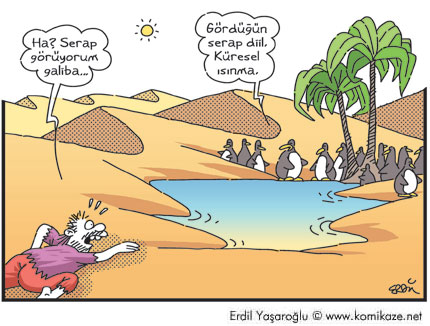 Ha? Serap
görüyorum
galiba...
Gördüğün
serap diil,
Küresel
ısınma.
Erdil Yaşaroğlu © www.komikaze.net